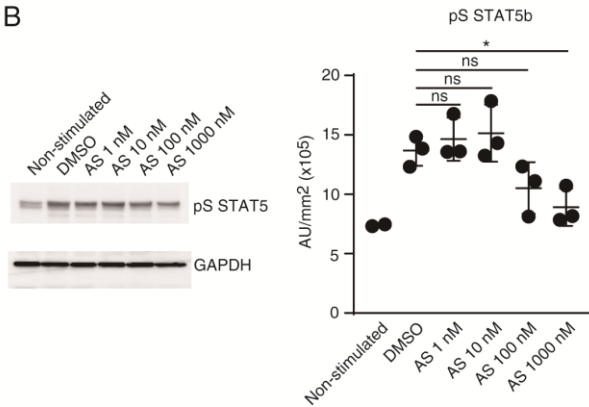 B
Non-stimulated
DMSO
AS 1 nM
AS 10 nM
AS 100 nM
AS 1000 nM
pS STAT5
GAPDH
pS STAT5b
*
ns
ns
ns
AU/mm2 (x105)
20
15
10
5
0
Non-stimulated
DMSO
AS 1 nM
AS 10 nM
AS 100 nM
AS 1000 nM